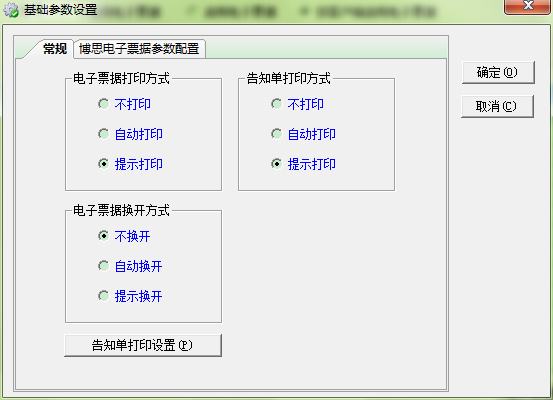 基础参数设置
常规
博思电子票据参数配置
确定(O)
取消(C)
电子票据打印方式
不打印
自动打印
提示打印
告知单打印方式
不打印
自动打印
提示打印
电子票据换开方式
不换开
自动换开
提示换开
告知单打印设置(P)